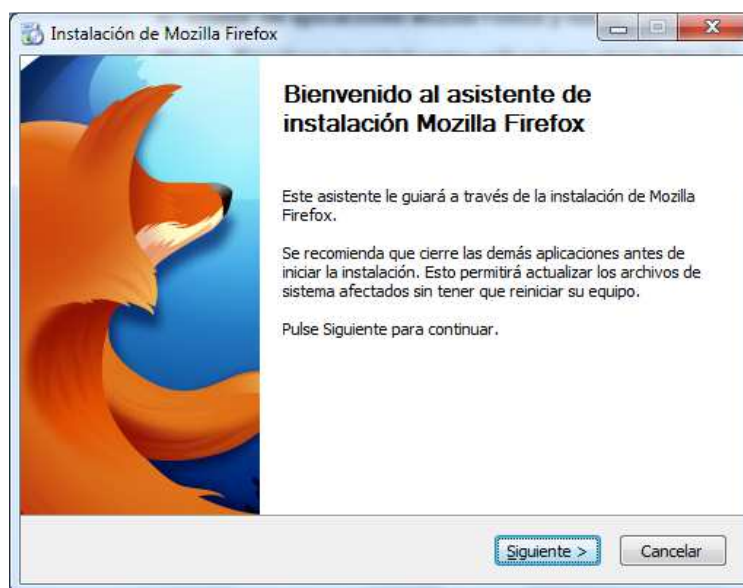 Instalación de Mozilla Firefox
Bienvenido al asistente de
instalación Mozilla Firefox
Este asistente le guiará a través de la instalación de Mozilla
Firefox.
Se recomienda que cierre las demás aplicaciones antes de
iniciar la instalación. Esto permitirá actualizar los archivos de
sistema afectados sin tener que reiniciar su equipo.
Pulse Siguiente para continuar.
Siguiente >
Cancelar